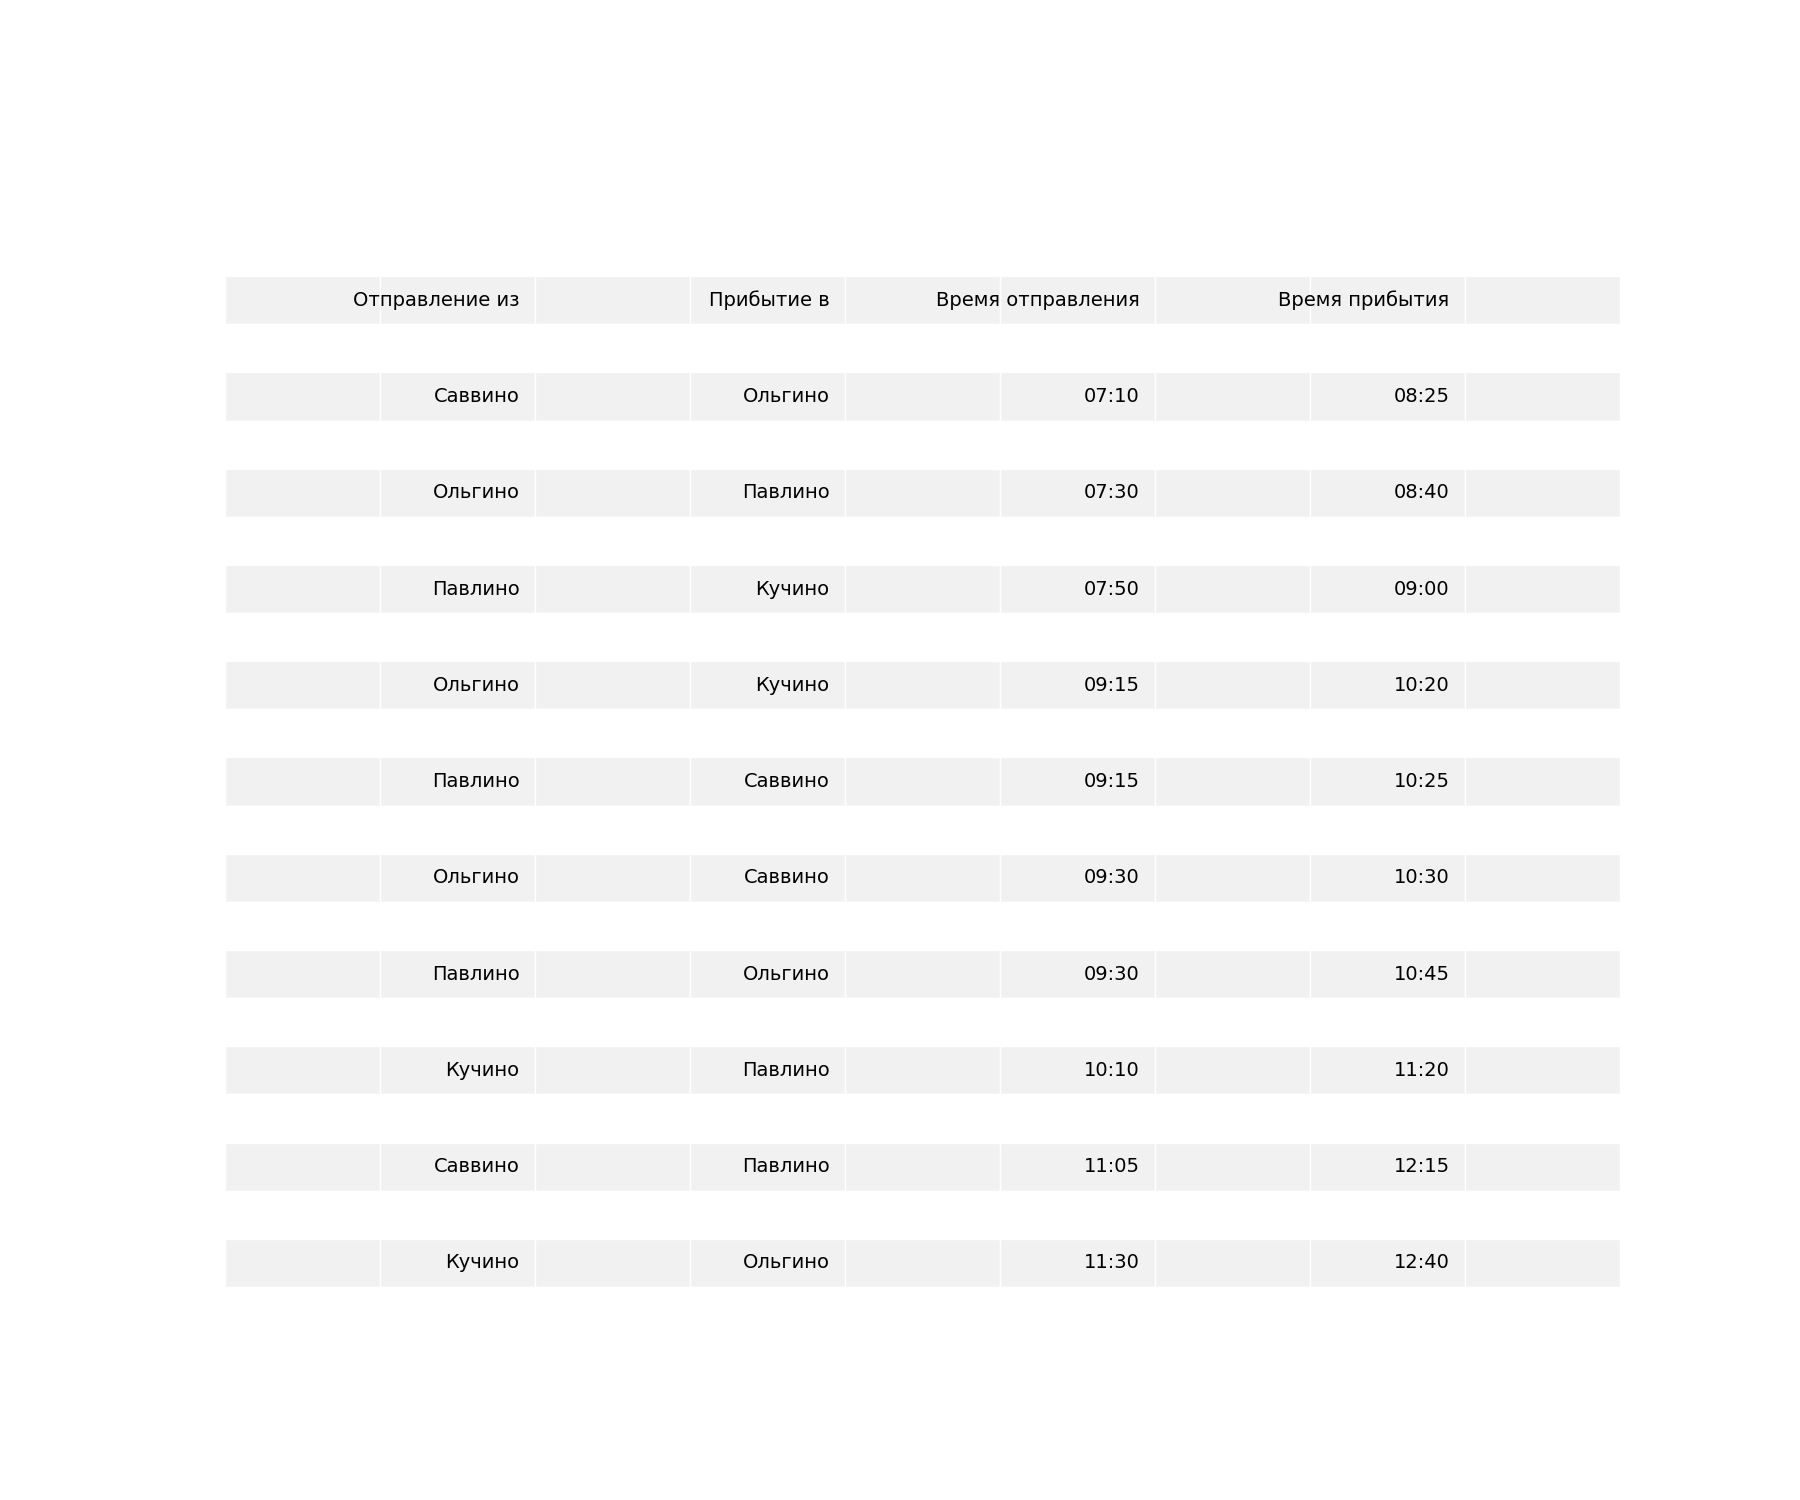 Отправление из Прибытие в Время отправления Время прибытия
Саввино Ольгино 07:10 08:25
Ольгино Павлино 07:30 08:40
Павлино Кучино 07:50 09:00
Ольгино Кучино 09:15 10:20
Павлино Саввино 09:15 10:25
Ольгино Саввино 09:30 10:30
Павлино Ольгино 09:30 10:45
Кучино Павлино 10:10 11:20
Саввино Павлино 11:05 12:15
Кучино Ольгино 11:30 12:40